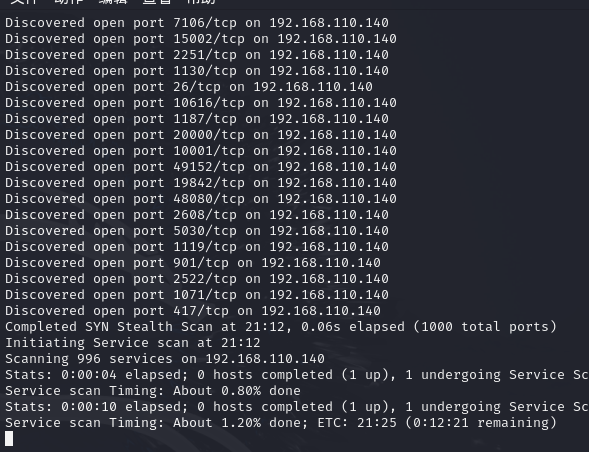 文件 动作 编辑 查看 帮助
Discovered open port 7106/tcp on 192.168.110.140
Discovered open port 15002/tcp on 192.168.110.140
Discovered open port 2251/tcp on 192.168.110.140
Discovered open port 1130/tcp on 192.168.110.140
Discovered open port 26/tcp on 192.168.110.140
Discovered open port 10616/tcp on 192.168.110.140
Discovered open port 1187/tcp on 192.168.110.140
Discovered open port 20000/tcp on 192.168.110.140
Discovered open port 10001/tcp on 192.168.110.140
Discovered open port 49152/tcp on 192.168.110.140
Discovered open port 19842/tcp on 192.168.110.140
Discovered open port 48080/tcp on 192.168.110.140
Discovered open port 2608/tcp on 192.168.110.140
Discovered open port 5030/tcp on 192.168.110.140
Discovered open port 1119/tcp on 192.168.110.140
Discovered open port 901/tcp on 192.168.110.140
Discovered open port 2522/tcp on 192.168.110.140
Discovered open port 1071/tcp on 192.168.110.140
Discovered open port 417/tcp on 192.168.110.140
Completed SYN Stealth Scan at 21:12, 0.06s elapsed (1000 total ports)
Initiating Service scan at 21:12
Scanning 996 services on 192.168.110.140
Stats: 0:00:04 elapsed; 0 hosts completed (1 up), 1 undergoing Service Sc
Service scan Timing: About 0.80% done
Stats: 0:00:10 elapsed; 0 hosts completed (1 up), 1 undergoing Service Sc
Service scan Timing: About 1.20% done; ETC: 21:25 (0:12:21 remaining)